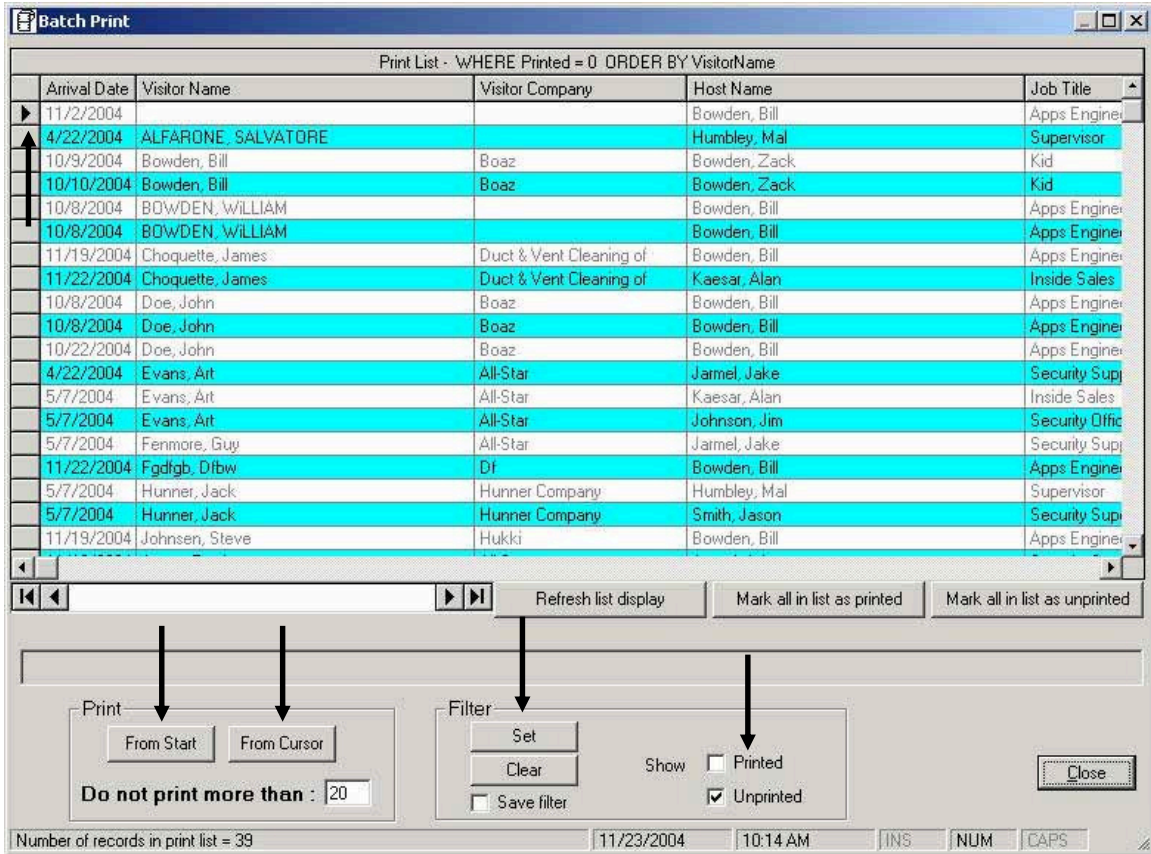 Batch Print
Print List - WHERE Printed = 0 ORDER BY VisitorName
Arrival Date Visitor Name Visitor Company Host Name Job Title
11/2/2004 Bowden, Bill Apps Enginee
4/22/2004 ALFARONE, SALVATORE Humbley, Mal Supervisor
10/9/2004 Bowden, Bill Boaz Bowden, Zack Kid
10/10/2004 Bowden, Bill Boaz Bowden, Zack Kid
10/8/2004 BOWDEN, WiLLIAM Bowden, Bill Apps Enginee
10/8/2004 BOWDEN, WiLLIAM Bowden, Bill Apps Enginee
11/19/2004 Choquette, James Duct & Vent Cleaning of Bowden, Bill Apps Enginee
11/22/2004 Choquette, James Duct & Vent Cleaning of Kaesar, Alan Inside Sales
10/8/2004 Doe, John Boaz Bowden, Bill Apps Enginee
10/8/2004 Doe, John Boaz Bowden, Bill Apps Enginee
10/22/2004 Doe, John Boaz Bowden, Bill Apps Enginee
4/22/2004 Evans, Art All-Star Jarmel, Jake Security Supp
5/7/2004 Evans, Art All-Star Kaesar, Alan Inside Sales
5/7/2004 Evans, Art All-Star Johnson, Jim Security Offic
5/7/2004 Fenmore, Guy All-Star Jarmel, Jake Security Supp
11/22/2004 Fgdfgb, Dfbw Df Bowden, Bill Apps Enginee
5/7/2004 Hunner, Jack Hunner Company Humbley, Mal Supervisor
5/7/2004 Hunner, Jack Hunner Company Smith, Jason Security Supe
11/19/2004 Johnsen, Steve Hukki Bowden, Bill Apps Enginee
Refresh list display Mark all in list as printed Mark all in list as unprinted
Print
From Start From Cursor
Do not print more than : 20
Filter
Set
Clear
Save filter
Show
Printed
Unprinted
Close
Number of records in print list = 39 11/23/2004 10:14 AM INS NUM CAPS